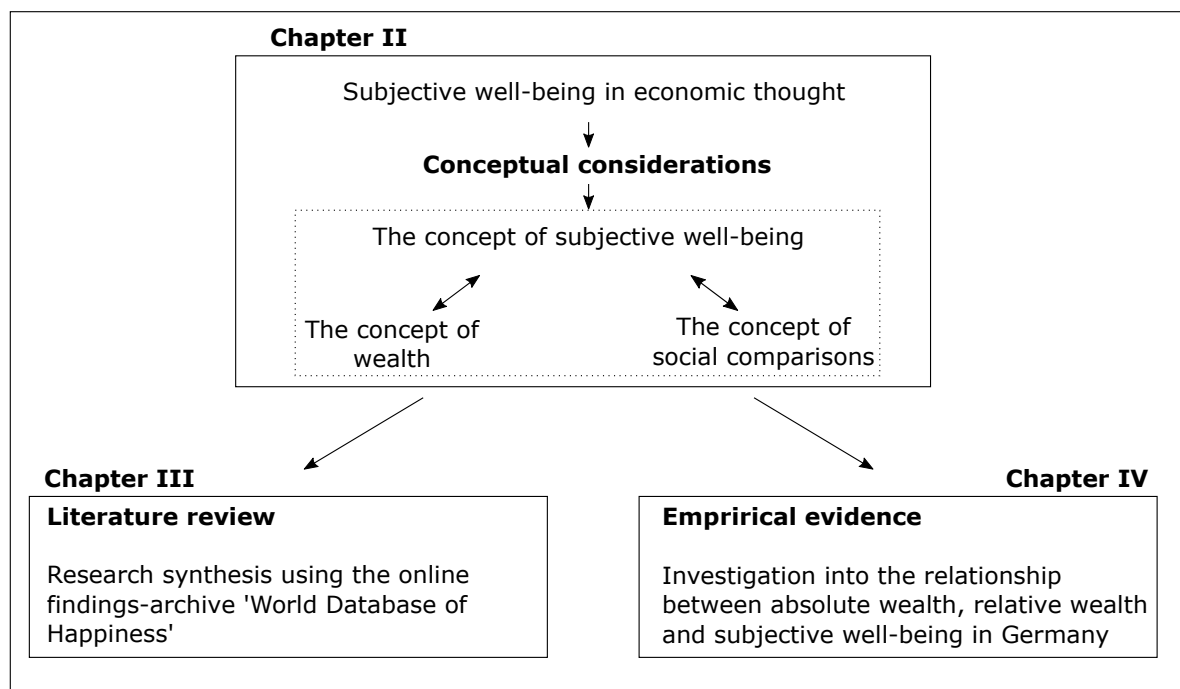 Chapter II
Subjective well-being in economic thought
Conceptual considerations
The concept of subjective well-being
The concept of
wealth
The concept of
social comparisons
Chapter III
Literature review
Research synthesis using the online
findings-archive 'World Database of
Happiness'
Chapter IV
Emprirical evidence
Investigation into the relationship
between absolute wealth, relative wealth
and subjective well-being in Germany